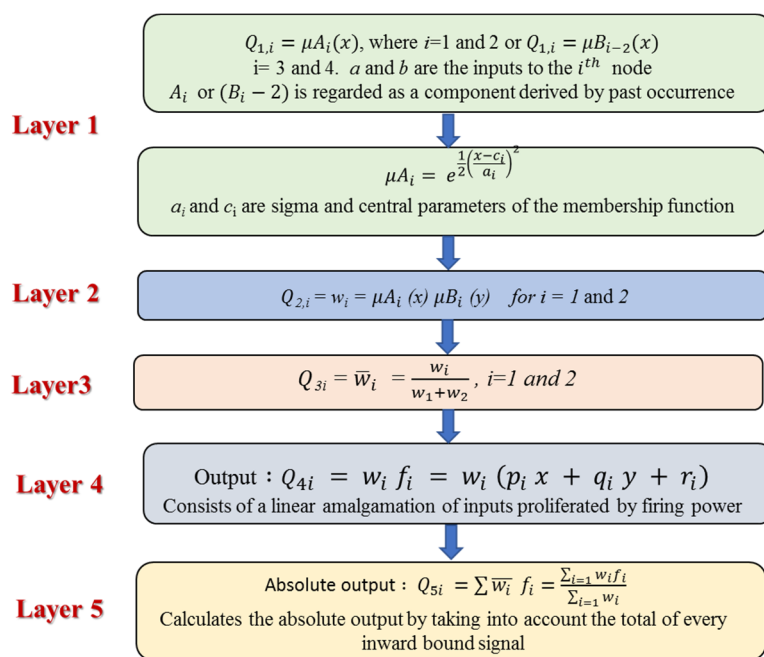 Layer 1
Q₁,ᵢ = μAᵢ(x), where i=1 and 2 or Q₁,ᵢ = μBᵢ₋₂(x)
i= 3 and 4. a and b are the inputs to the iᵗʰ node
Aᵢ or (Bᵢ − 2) is regarded as a component derived by past occurrence
μAᵢ = e^(1/2((x−cᵢ)/aᵢ)²)
aᵢ and cᵢ are sigma and central parameters of the membership function
Layer 2
Q₂,ᵢ = wᵢ = μAᵢ (x) μBᵢ (y) for i = 1 and 2
Layer3
Q₃ᵢ = w̅ᵢ = wᵢ/(w₁+w₂), i=1 and 2
Layer 4
Output : Q₄ᵢ = wᵢ fᵢ = wᵢ (pᵢ x + qᵢ y + rᵢ)
Consists of a linear amalgamation of inputs proliferated by firing power
Layer 5
Absolute output : Q₅ᵢ = ∑ w̅ᵢ fᵢ = ∑ᵢ₌₁ wᵢfᵢ / ∑ᵢ₌₁ wᵢ
Calculates the absolute output by taking into account the total of every
inward bound signal